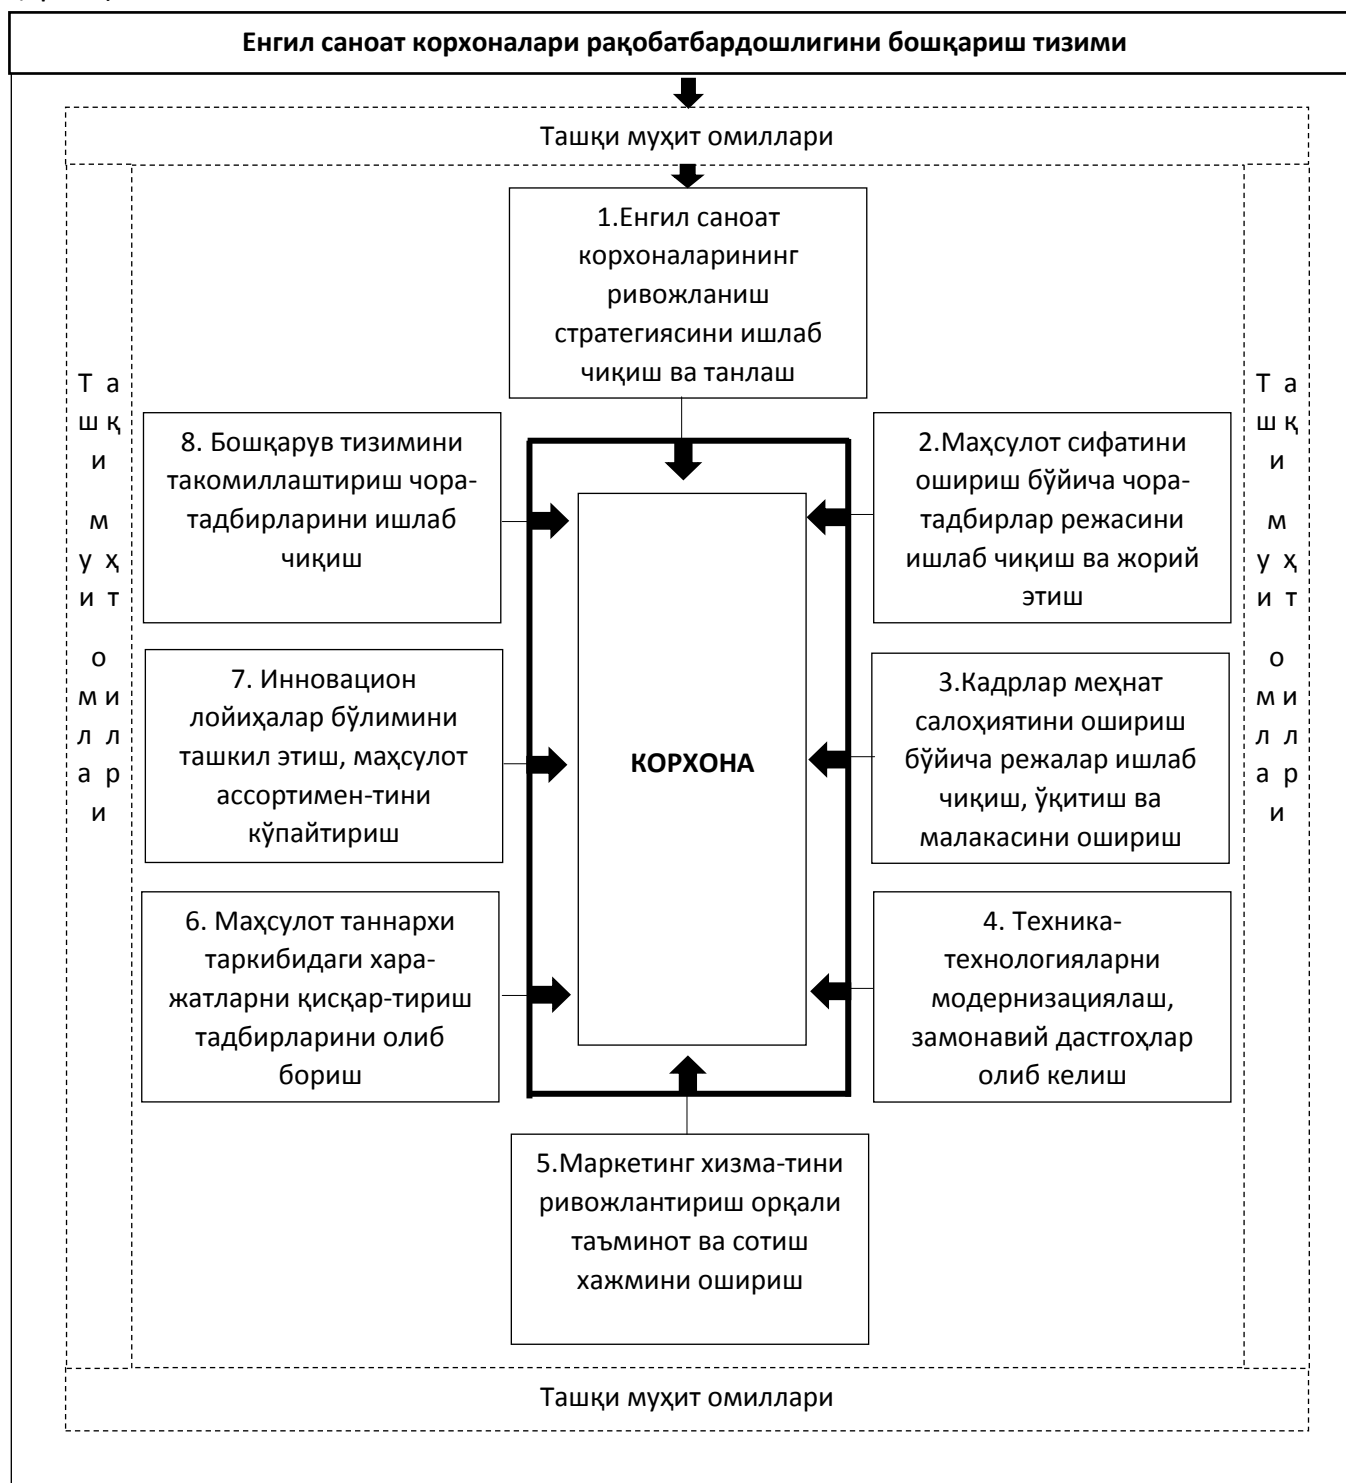 Енгил саноат корхоналари рақобатбардошлигини бошқариш тизими
Ташқи муҳит омиллари
1.Енгил саноат
корхоналарининг
ривожланиш
стратегиясини ишлаб
чиқиш ва танлаш
Т а
ш қ
и
м
у ҳ
и т
о
м и
л л
а р
и
8. Бошқарув тизимини
такомиллаштириш чора-
тадбирларини ишлаб
чиқиш
2.Маҳсулот сифатини
ошириш бўйича чора-
тадбирлар режасини
ишлаб чиқиш ва жорий
этиш
Т а
ш қ
и
м
у ҳ
и т
о
м и
л л
а р
и
7. Инновацион
лойиҳалар бўлимини
ташкил этиш, маҳсулот
ассортимен-тини
кўпайтириш
КОРХОНА
3.Кадрлар меҳнат
салоҳиятини ошириш
бўйича режалар ишлаб
чиқиш, ўқитиш ва
малакасини ошириш
6. Маҳсулот таннархи
таркибидаги хара-
жатларни қисқар-тириш
тадбирларини олиб
бориш
4. Техника-
технологияларни
модернизациялаш,
замонавий дастгоҳлар
олиб келиш
5.Маркетинг хизма-тини
ривожлантириш орқали
таъминот ва сотиш
хажмини ошириш
Ташқи муҳит омиллари